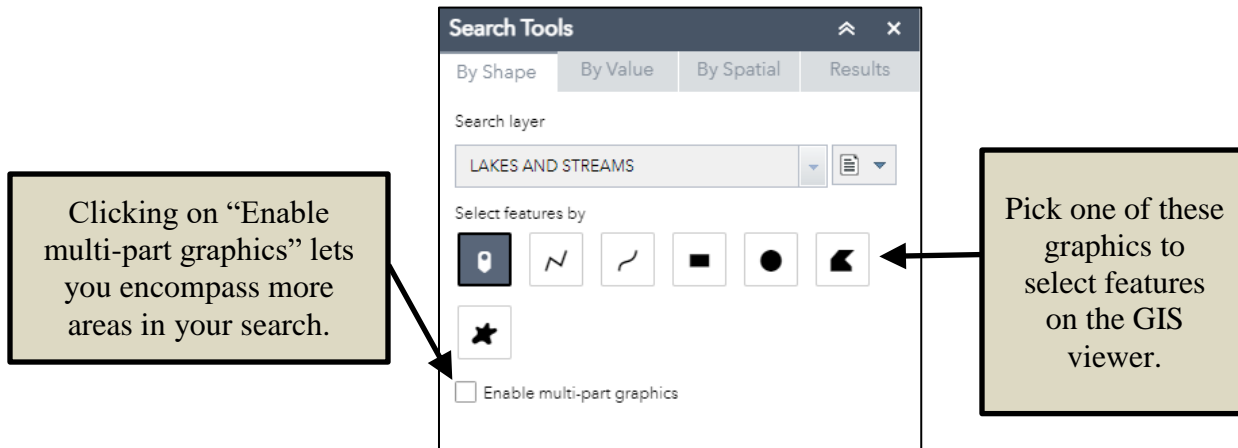 Search Tools
By Shape By Value By Spatial Results
Search layer
LAKES AND STREAMS
Select features by
Enable multi-part graphics
Clicking on “Enable
multi-part graphics” lets
you encompass more
areas in your search.
Pick one of these
graphics to
select features
on the GIS
viewer.